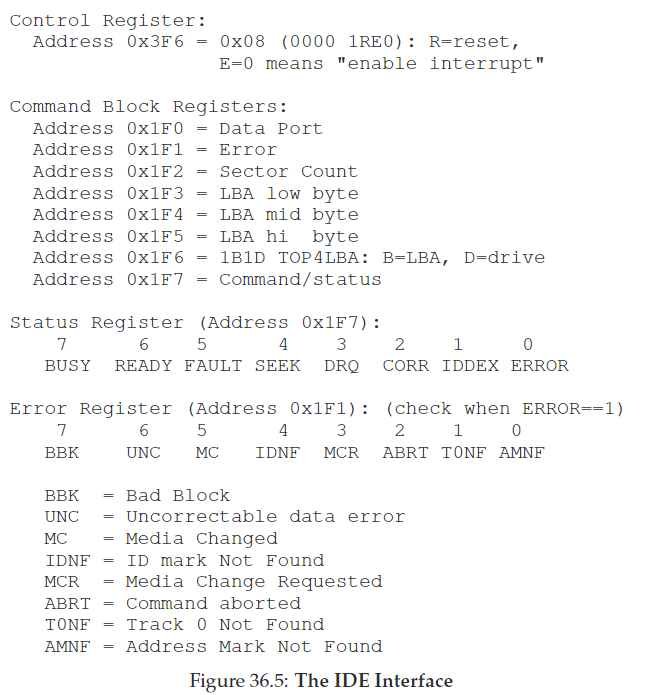 Control Register:
Address 0x3F6 = 0x08 (0000 1RE0): R=reset,
E=0 means "enable interrupt"
Command Block Registers:
Address 0x1F0 = Data Port
Address 0x1F1 = Error
Address 0x1F2 = Sector Count
Address 0x1F3 = LBA low byte
Address 0x1F4 = LBA mid byte
Address 0x1F5 = LBA hi  byte
Address 0x1F6 = 1B1D TOP4LBA: B=LBA, D=drive
Address 0x1F7 = Command/status
Status Register (Address 0x1F7):
7 6 5 4 3 2 1 0
BUSY READY FAULT SEEK DRQ CORR IDDEX ERROR
Error Register (Address 0x1F1): (check when ERROR==1)
7 6 5 4 3 2 1 0
BBK UNC MC IDNF MCR ABRT T0NF AMNF
BBK = Bad Block
UNC = Uncorrectable data error
MC = Media Changed
IDNF = ID mark Not Found
MCR = Media Change Requested
ABRT = Command aborted
T0NF = Track 0 Not Found
AMNF = Address Mark Not Found
Figure 36.5: The IDE Interface